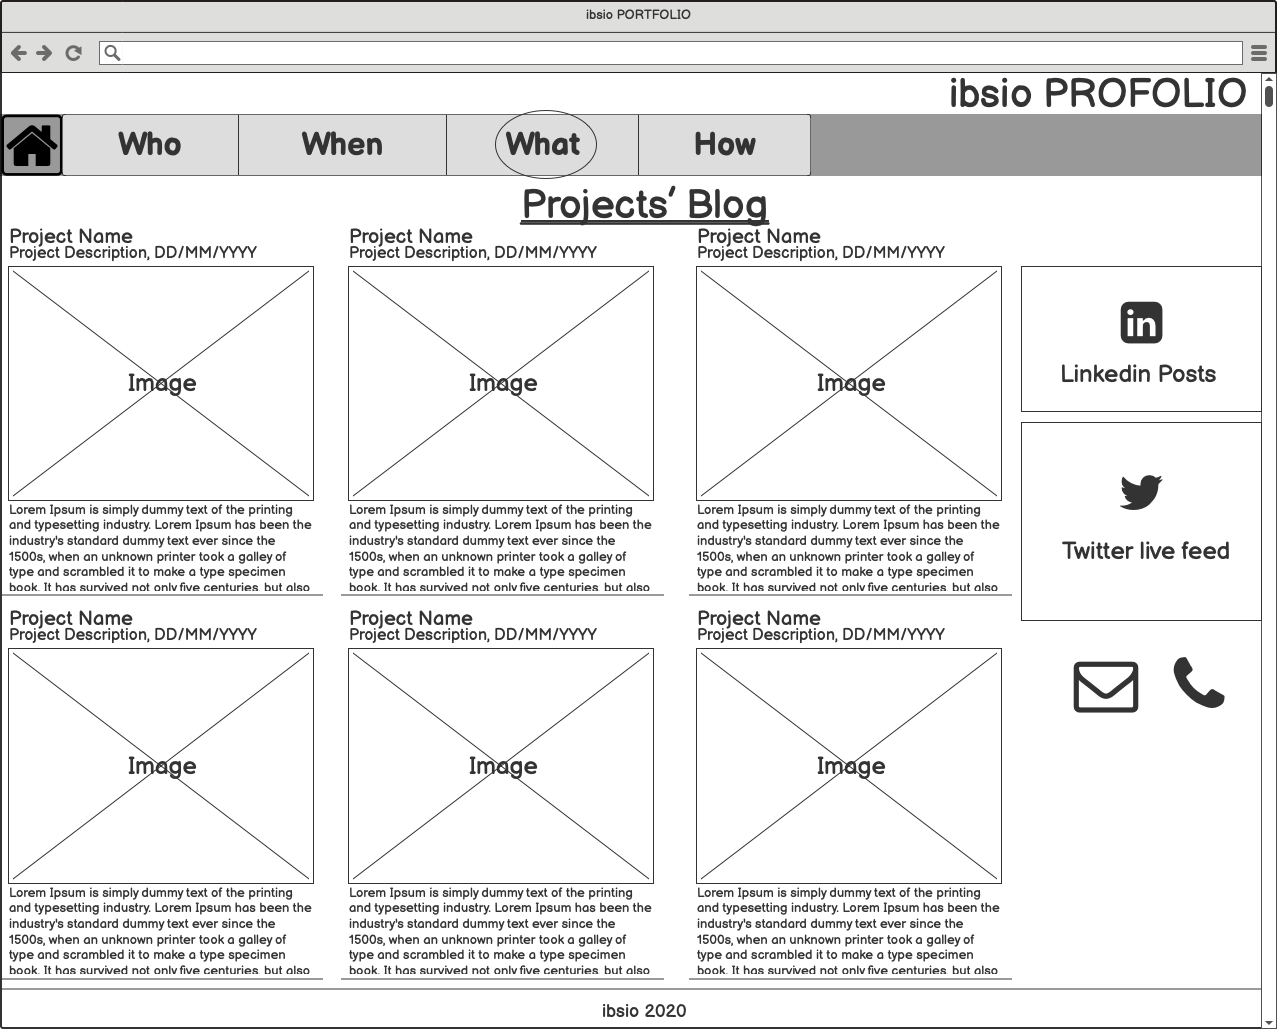 ibsio PORTFOLIO
ibsio PROFOLIO
Who
When
What
How
Projects' Blog
Project Name
Project Description, DD/MM/YYYY
Image
Lorem Ipsum is simply dummy text of the printing
and typesetting industry. Lorem Ipsum has been the
industry's standard dummy text ever since the
1500s, when an unknown printer took a galley of
type and scrambled it to make a type specimen
book. It has survived not only five centuries, but also
Project Name
Project Description, DD/MM/YYYY
Image
Lorem Ipsum is simply dummy text of the printing
and typesetting industry. Lorem Ipsum has been the
industry's standard dummy text ever since the
1500s, when an unknown printer took a galley of
type and scrambled it to make a type specimen
book. It has survived not only five centuries, but also
Project Name
Project Description, DD/MM/YYYY
Image
Lorem Ipsum is simply dummy text of the printing
and typesetting industry. Lorem Ipsum has been the
industry's standard dummy text ever since the
1500s, when an unknown printer took a galley of
type and scrambled it to make a type specimen
book. It has survived not only five centuries, but also
in
Linkedin Posts
Twitter live feed
Project Name
Project Description, DD/MM/YYYY
Image
Lorem Ipsum is simply dummy text of the printing
and typesetting industry. Lorem Ipsum has been the
industry's standard dummy text ever since the
1500s, when an unknown printer took a galley of
type and scrambled it to make a type specimen
book. It has survived not only five centuries, but also
Project Name
Project Description, DD/MM/YYYY
Image
Lorem Ipsum is simply dummy text of the printing
and typesetting industry. Lorem Ipsum has been the
industry's standard dummy text ever since the
1500s, when an unknown printer took a galley of
type and scrambled it to make a type specimen
book. It has survived not only five centuries, but also
Project Name
Project Description, DD/MM/YYYY
Image
Lorem Ipsum is simply dummy text of the printing
and typesetting industry. Lorem Ipsum has been the
industry's standard dummy text ever since the
1500s, when an unknown printer took a galley of
type and scrambled it to make a type specimen
book. It has survived not only five centuries, but also
ibsio 2020